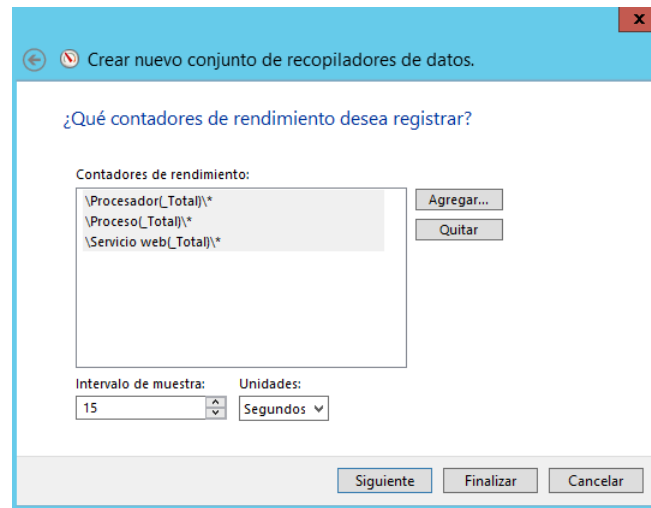 x
Crear nuevo conjunto de recopiladores de datos.
¿Qué contadores de rendimiento desea registrar?
Contadores de rendimiento:
\Procesador(_Total)\*
\Proceso(_Total)\*
\Servicio web(_Total)\*
Agregar...
Quitar
Intervalo de muestra: Unidades:
15 Segundos
Siguiente Finalizar Cancelar